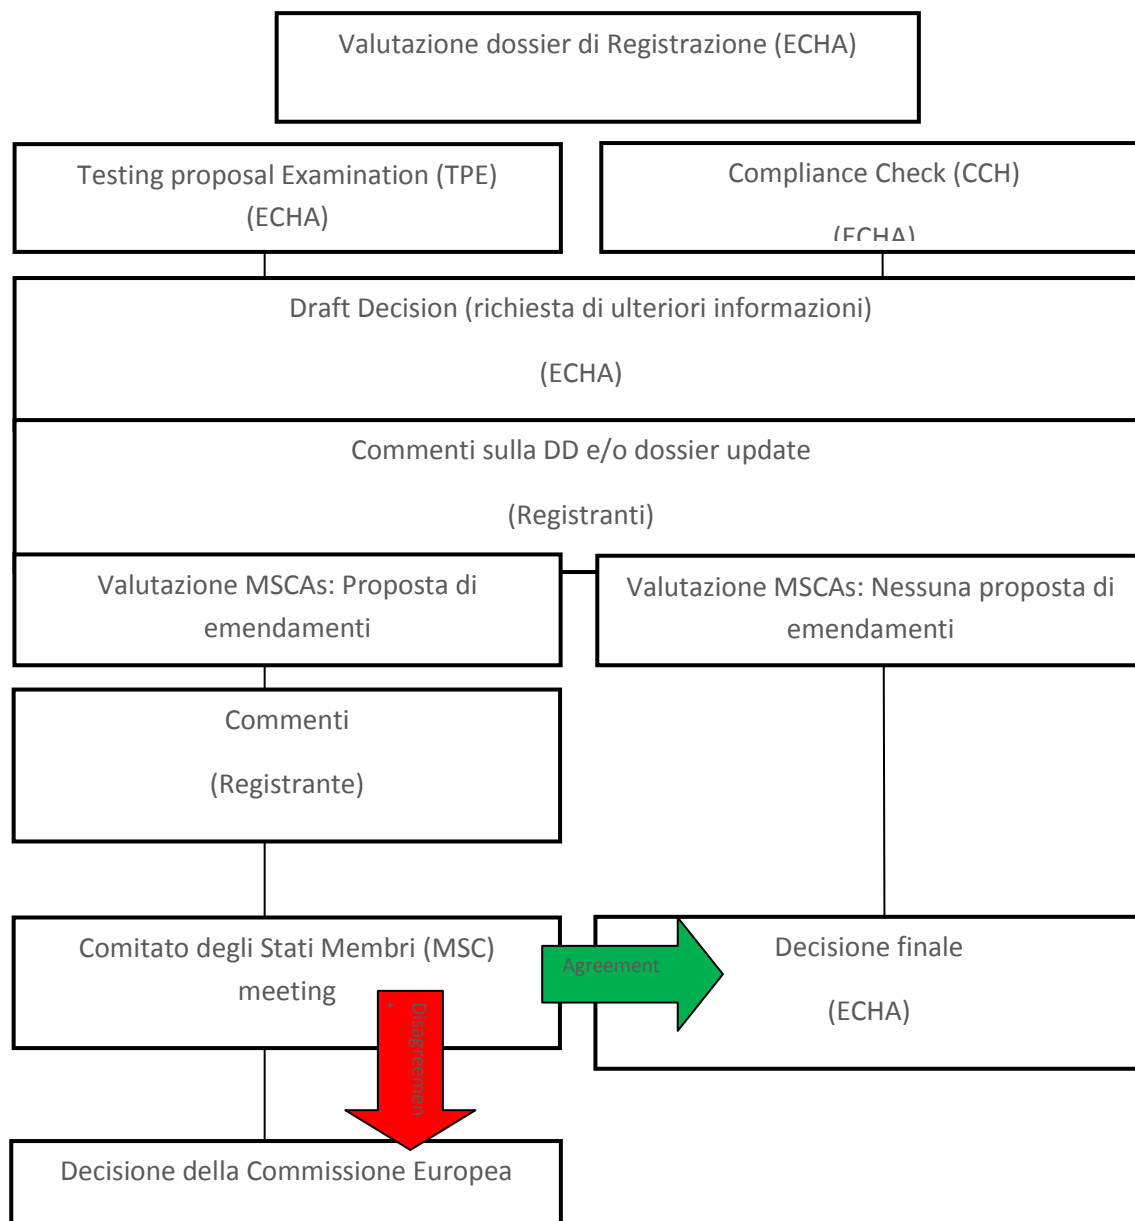 Valutazione dossier di Registrazione (ECHA)
Testing proposal Examination (TPE)
(ECHA)
Compliance Check (CCH)
(ECHA)
Draft Decision (richiesta di ulteriori informazioni)
(ECHA)
Commenti sulla DD e/o dossier update
(Registranti)
Valutazione MSCAs: Proposta di
emendamenti
Valutazione MSCAs: Nessuna proposta di
emendamenti
Commenti
(Registrante)
Comitato degli Stati Membri (MSC)
meeting
Agreement
Decisione finale
(ECHA)
Disagreemen
Decisione della Commissione Europea